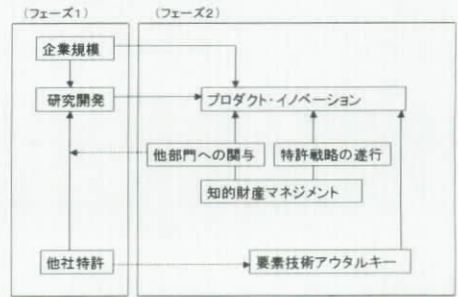 (フェーズ1)
(フェーズ2)
企業規模
研究開発
プロダクト・イノベーション
他部門への関与
特許戦略の遂行
知的財産マネジメント
他社特許
要素技術アウタルキー